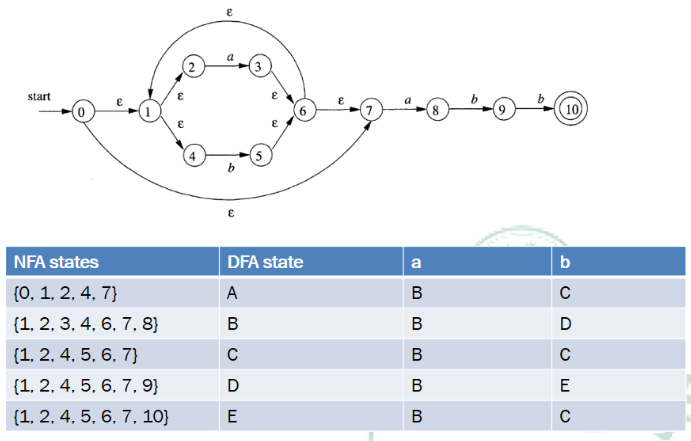 ε
2 a 3
start ε ε ε ε a b b
0 1 6 7 8 9 10
ε ε
4 b 5
ε
NFA states DFA state a b
{0, 1, 2, 4, 7} A B C
{1, 2, 3, 4, 6, 7, 8} B B D
{1, 2, 4, 5, 6, 7} C B C
{1, 2, 4, 5, 6, 7, 9} D B E
{1, 2, 4, 5, 6, 7, 10} E B C